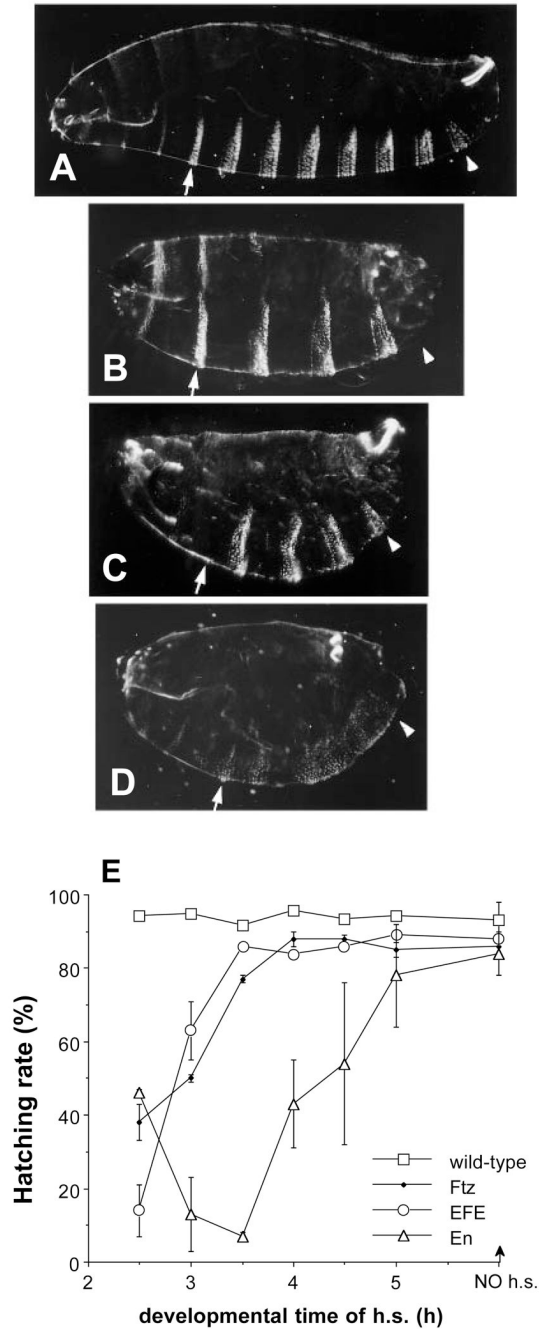 A
B
C
D
E
100
80
60
40
20
0
Hatching rate (%)
wild-type
Ftz
EFE
En
2
3
4
5
NO h.s.
developmental time of h.s. (h)